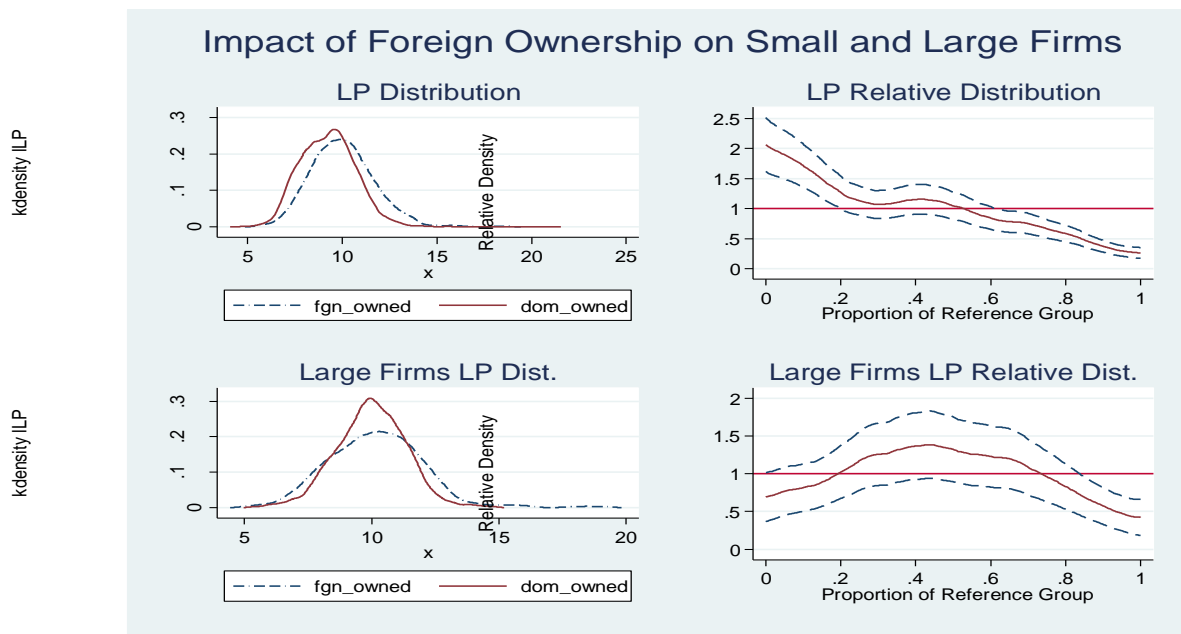 Impact of Foreign Ownership on Small and Large Firms
LP Distribution
kdensity lLP
.3
.2
.1
0
5 10 15 20 25
x
fgn_owned dom_owned
LP Relative Distribution
Relative Density
2.5
2
1.5
1
.5
0
0 .2 .4 .6 .8 1
Proportion of Reference Group
Large Firms LP Dist.
kdensity lLP
.3
.2
.1
0
5 10 15 20
x
fgn_owned dom_owned
Large Firms LP Relative Dist.
Relative Density
2
1.5
1
.5
0
0 .2 .4 .6 .8 1
Proportion of Reference Group